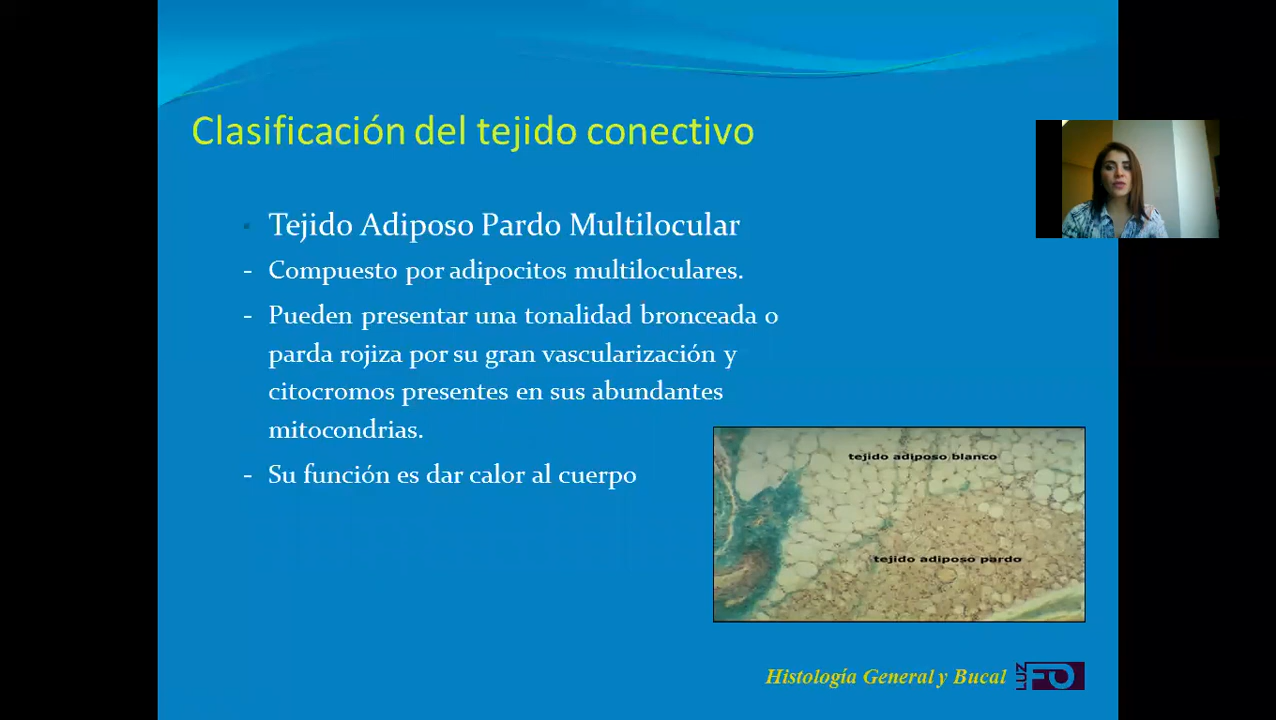 Clasificación del tejido conectivo
▪ Tejido Adiposo Pardo Multilocular
- Compuesto por adipocitos multiloculares.
- Pueden presentar una tonalidad bronceada o
parda rojiza por su gran vascularización y
citocromos presentes en sus abundantes
mitocondrias.
- Su función es dar calor al cuerpo
tejido adiposo blanco
tejido adiposo pardo
Histología General y Bucal
LUZ FO